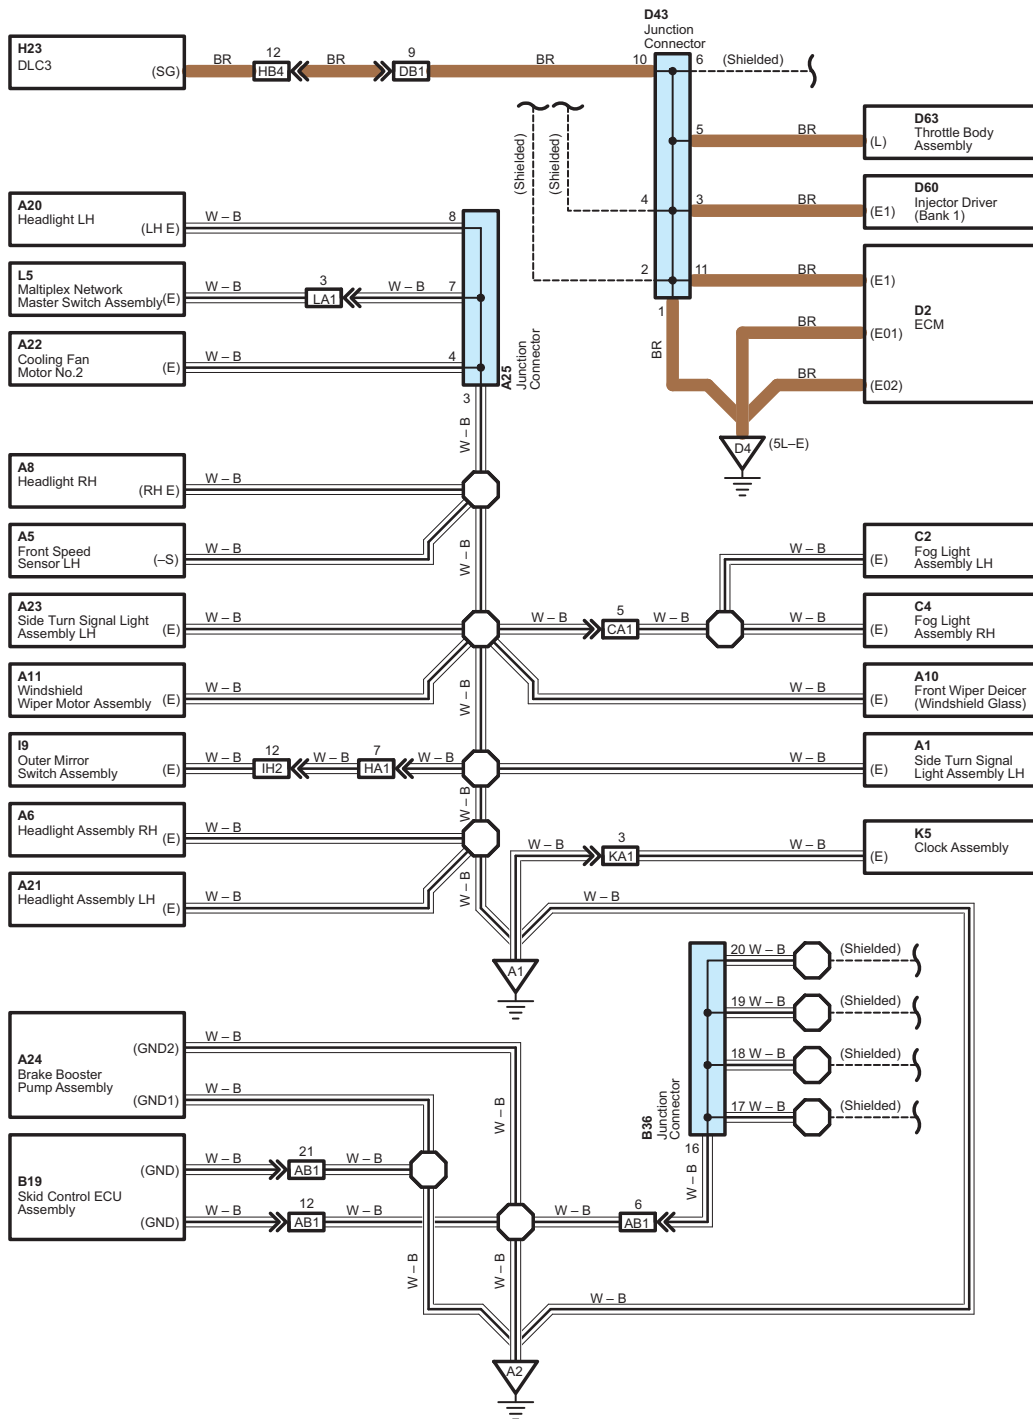 D43
Junction
Connector
H23
DLC3
(SG)
BR
12
HB4
BR
9
DB1
BR
10
6
(Shielded)
(Shielded)
(Shielded)
5
BR
(L)
D63
Throttle Body
Assembly
4
3
BR
(E1)
D60
Injector Driver
(Bank 1)
2
11
BR
(E1)
D2
ECM
1
BR
BR
(E01)
BR
(E02)
D4
(5L–E)
A20
Headlight LH
(LH E)
W – B
8
L5
Maltiplex Network
Master Switch Assembly
(E)
W – B
3
LA1
W – B
7
A22
Cooling Fan
Motor No.2
(E)
W – B
4
A25
Junction
Connector
3
W – B
A8
Headlight RH
(RH E)
W – B
A5
Front Speed
Sensor LH
(–S)
W – B
W – B
A23
Side Turn Signal Light
Assembly LH
(E)
W – B
W – B
5
CA1
W – B
W – B
(E)
C2
Fog Light
Assembly LH
W – B
(E)
C4
Fog Light
Assembly RH
A11
Windshield
Wiper Motor Assembly
(E)
W – B
W – B
W – B
(E)
A10
Front Wiper Deicer
(Windshield Glass)
I9
Outer Mirror
Switch Assembly
(E)
W – B
12
IH2
W – B
7
HA1
W – B
W – B
(E)
A1
Side Turn Signal
Light Assembly LH
W – B
A6
Headlight Assembly RH
(E)
W – B
W – B
3
KA1
W – B
(E)
K5
Clock Assembly
A21
Headlight Assembly LH
(E)
W – B
W – B
W – B
A1
20 W – B
(Shielded)
19 W – B
(Shielded)
18 W – B
(Shielded)
17 W – B
(Shielded)
B36
Junction
Connector
16
W – B
A24
Brake Booster
Pump Assembly
(GND2)
W – B
(GND1)
W – B
W – B
B19
Skid Control ECU
Assembly
(GND)
W – B
21
AB1
W – B
(GND)
W – B
12
AB1
W – B
W – B
6
AB1
W – B
W – B
W – B
A2